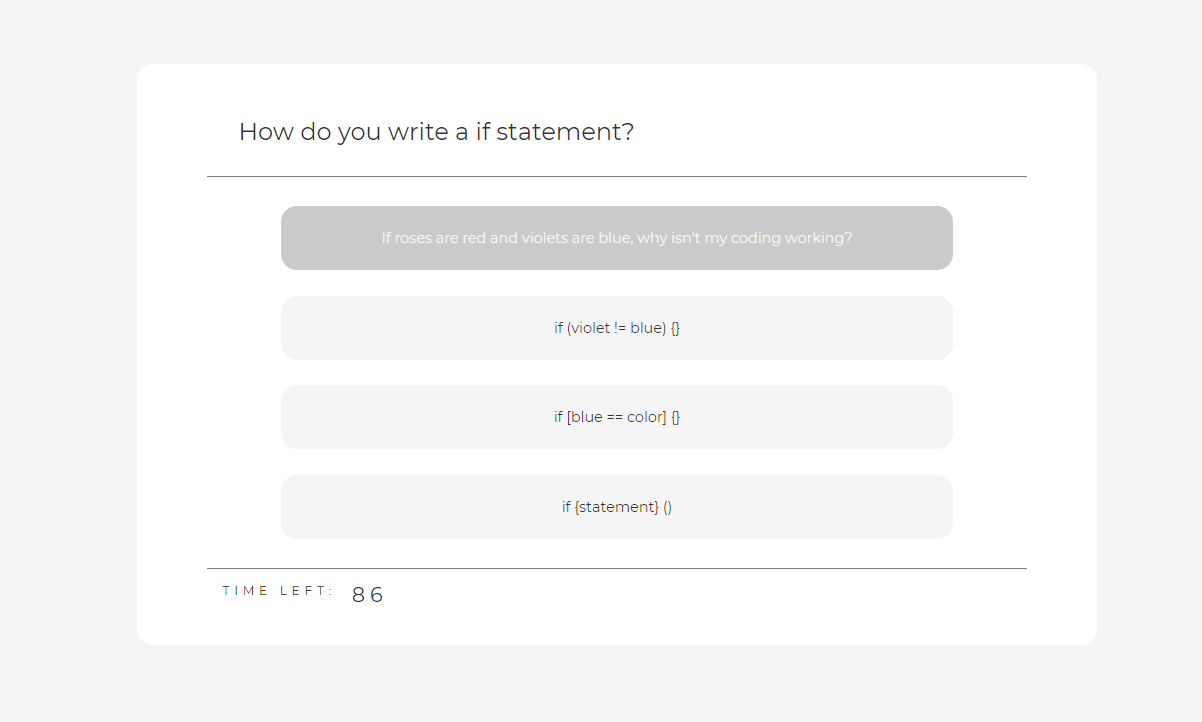 How do you write a if statement?
If roses are red and violets are blue, why isn't my coding working?
if (violet != blue) {}
if [blue == color] {}
if {statement} ()
TIME LEFT: 86